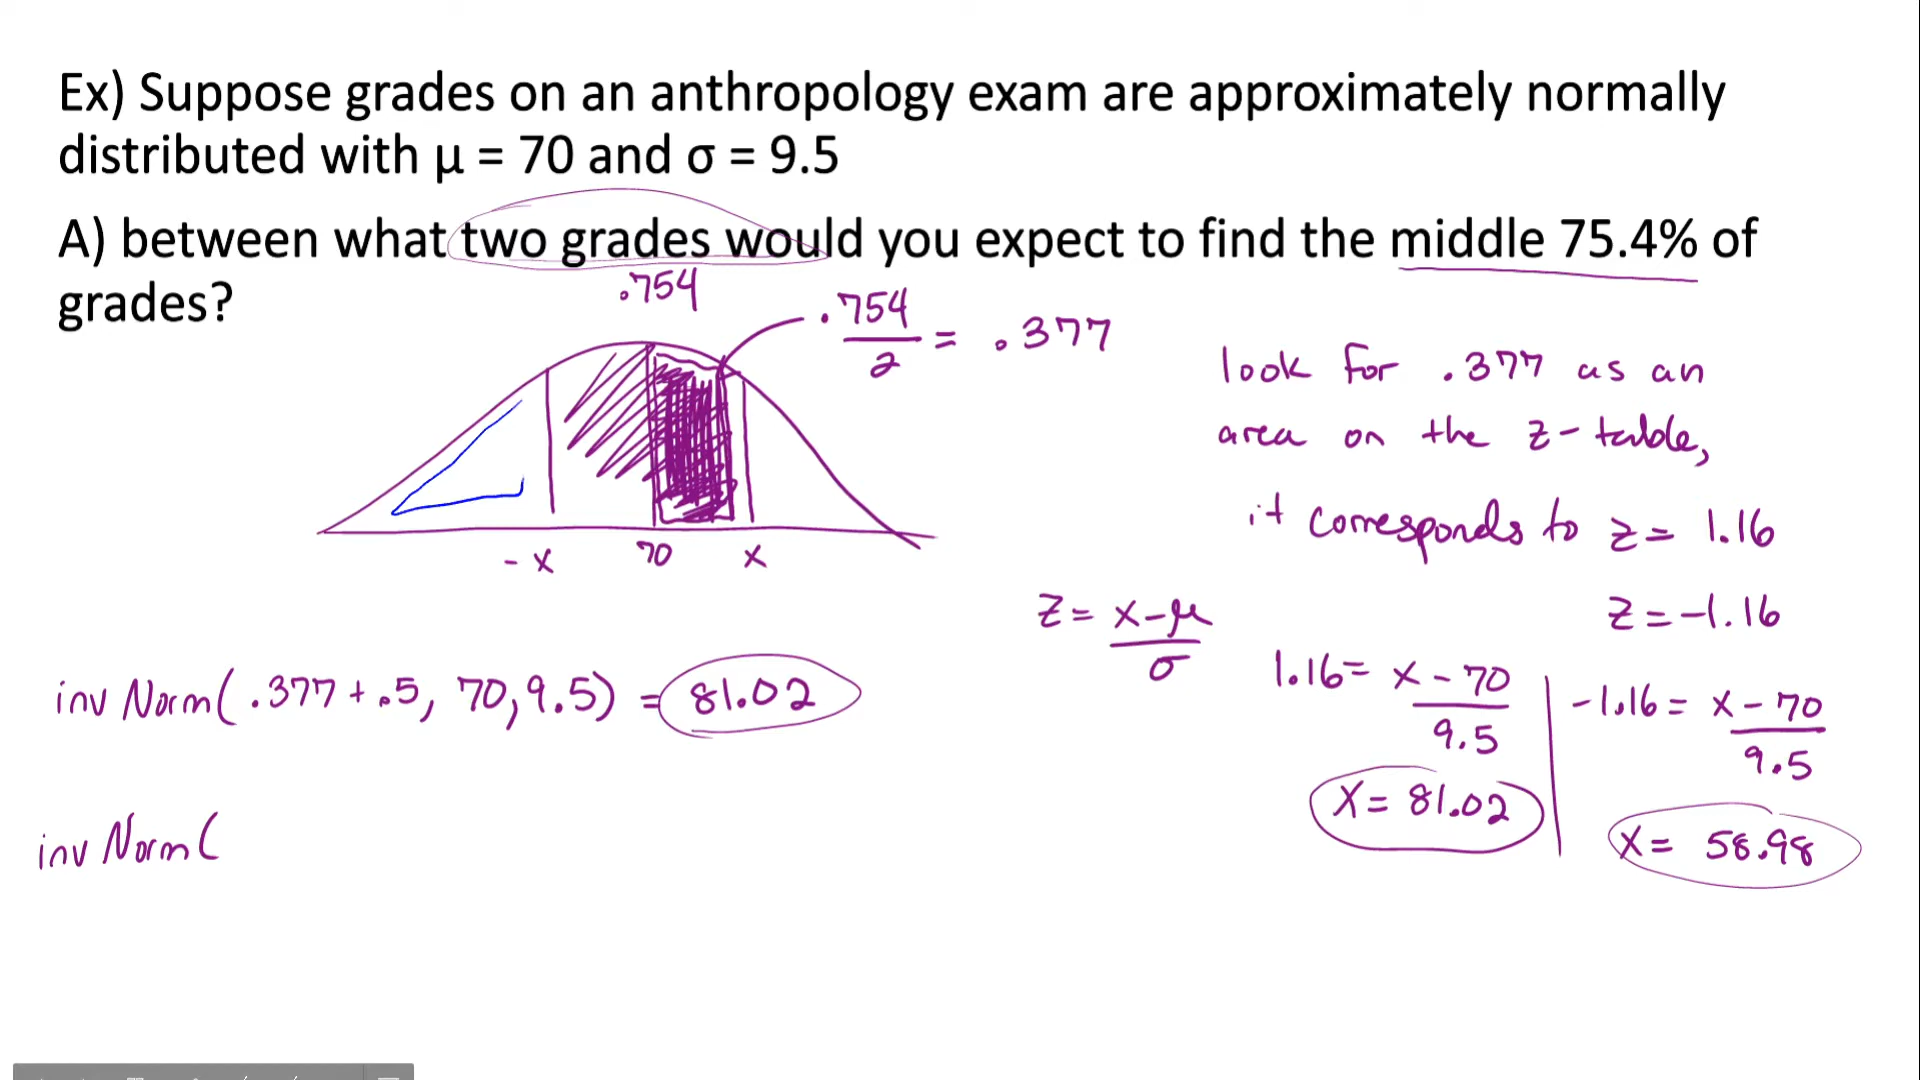 Ex) Suppose grades on an anthropology exam are approximately normally
distributed with μ = 70 and σ = 9.5
A) between what two grades would you expect to find the middle 75.4% of
grades?
.754
.754
2
= .377
look for .377 as an
area on the z-table,
it corresponds to z = 1.16
z = -1.16
-x 70 x
z = x-μ
σ
1.16 = x - 70
9.5
x = 81.02
-1.16 = x - 70
9.5
x = 58.98
inv Norm( .377 + .5, 70, 9.5) = 81.02
inv Norm(